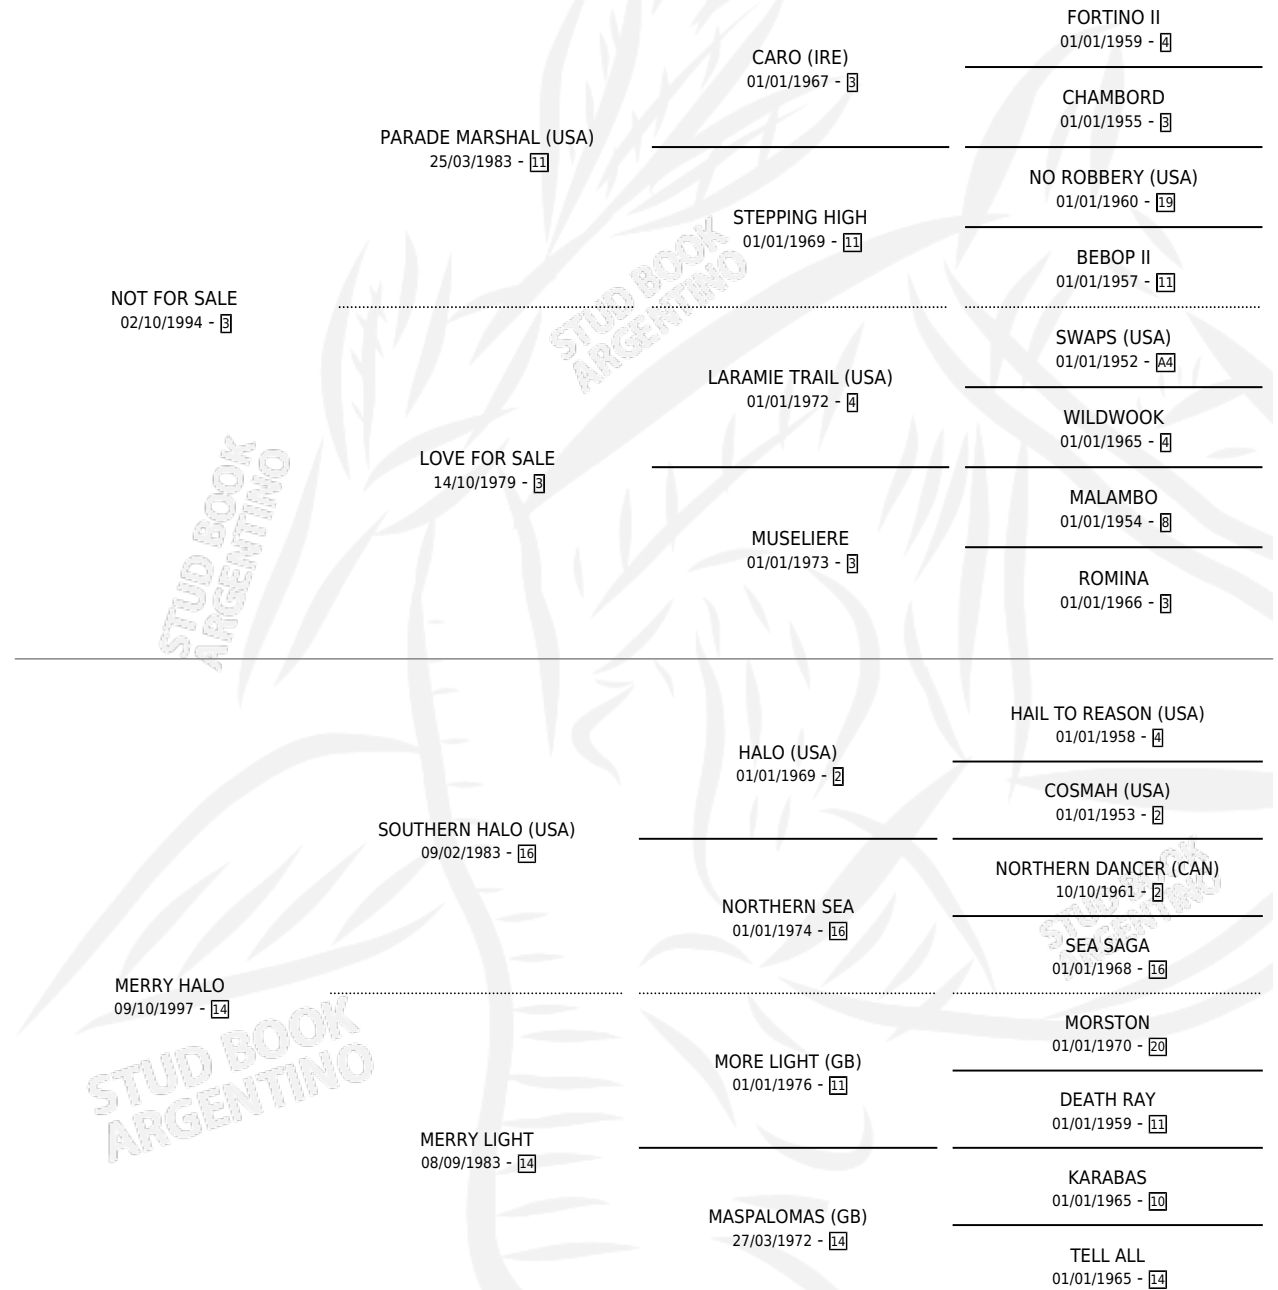 FORTINO II
01/01/1959 - 4
CARO (IRE)
01/01/1967 - 3
CHAMBORD
01/01/1955 - 3
PARADE MARSHAL (USA)
25/03/1983 - 11
NO ROBBERY (USA)
01/01/1960 - 19
STEPPING HIGH
01/01/1969 - 11
BEBOP II
01/01/1957 - 11
NOT FOR SALE
02/10/1994 - 3
STUD BOOK
ARGENTINO
SWAPS (USA)
01/01/1952 - A4
LARAMIE TRAIL (USA)
01/01/1972 - 4
WILDWOOK
01/01/1965 - 4
LOVE FOR SALE
14/10/1979 - 3
MALAMBO
01/01/1954 - 8
MUSELIERE
01/01/1973 - 3
ROMINA
01/01/1966 - 3
STUD BOOK
ARGENTINO
HAIL TO REASON (USA)
01/01/1958 - 4
HALO (USA)
01/01/1969 - 2
COSMAH (USA)
01/01/1953 - 2
SOUTHERN HALO (USA)
09/02/1983 - 16
NORTHERN DANCER (CAN)
10/10/1961 - 2
NORTHERN SEA
01/01/1974 - 16
STUD BOOK
ARGENTINO
SEA SAGA
01/01/1968 - 16
MERRY HALO
09/10/1997 - 14
MORSTON
01/01/1970 - 20
MORE LIGHT (GB)
01/01/1976 - 11
DEATH RAY
01/01/1959 - 11
STUD BOOK
ARGENTINO
MERRY LIGHT
08/09/1983 - 14
KARABAS
01/01/1965 - 10
MASPALOMAS (GB)
27/03/1972 - 14
TELL ALL
01/01/1965 - 14